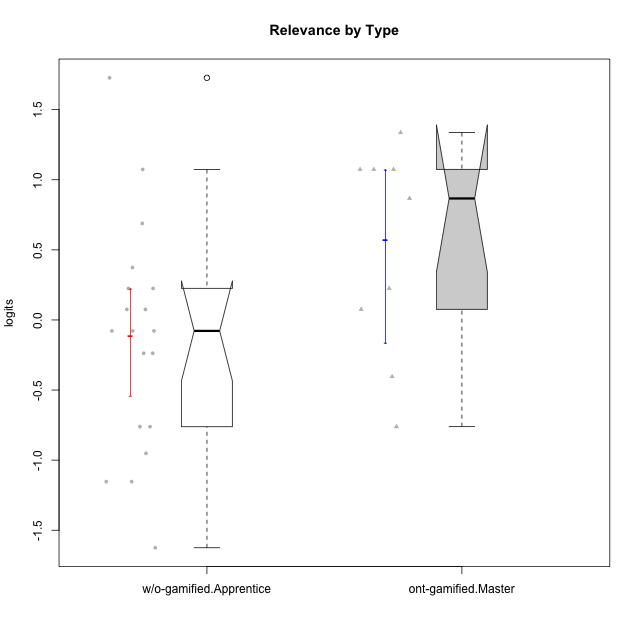 Relevance by Type
logits
1.5
1.0
0.5
0.0
-0.5
-1.0
-1.5
w/o-gamified.Apprentice
ont-gamified.Master